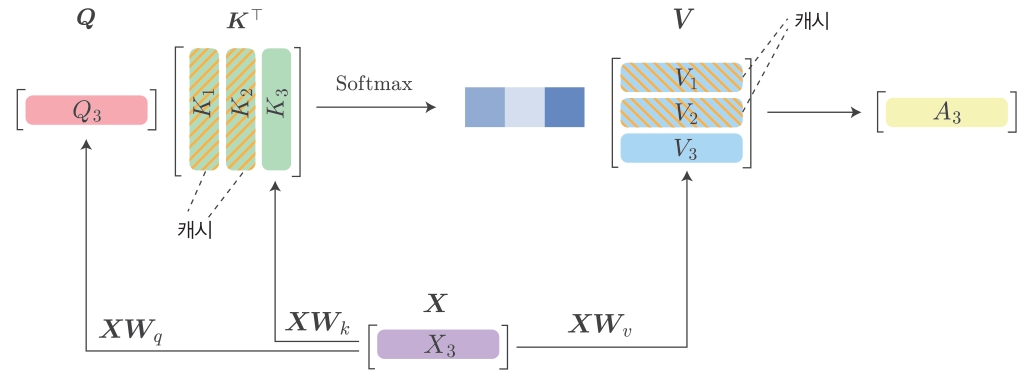 Q
K⊤
V
캐시
K₁
K₂
K₃
Softmax
V₁
Q₃
V₂
A₃
V₃
캐시
X
XWq
XWₖ
XWᵥ
X₃